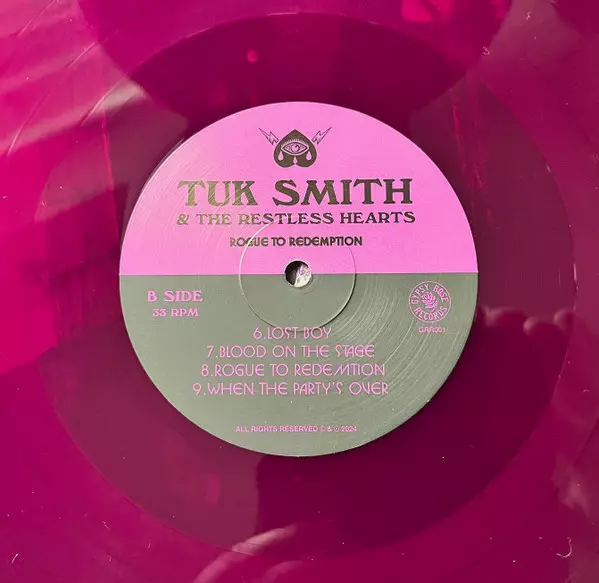 TUK SMITH
& THE RESTLESS HEARTS
ROGUE TO REDEMPTION
B SIDE
33 RPM
GYPSY ROSE
RECORDS
GRR001
6.LOST BOY
7.BLOOD ON THE STAGE
8.ROGUE TO REDEMTION
9.WHEN THE PARTY'S OVER
ALL RIGHTS RESERVED © & ℗ 2024